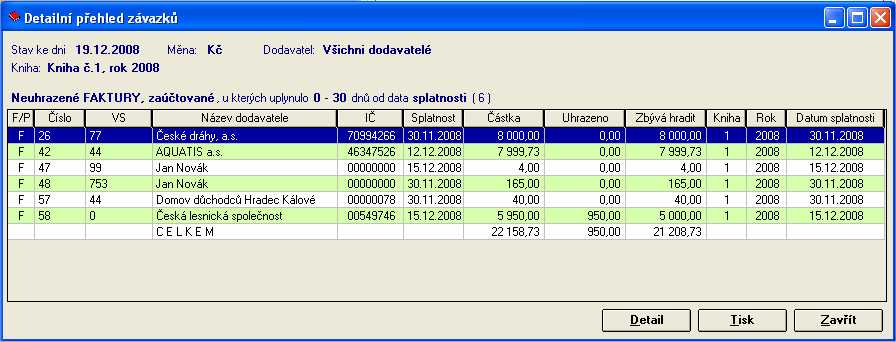 Detailní přehled závazků
Stav ke dni 19.12.2008 Měna: Kč Dodavatel: Všichni dodavatelé
Kniha: Kniha č.1, rok 2008
Neuhrazené FAKTURY, zaúčtované, u kterých uplynulo 0 - 30 dnů od data splatnosti ( 6 )
F/P Číslo VS Název dodavatele IČ Splatnost Částka Uhrazeno Zbývá hradit Kniha Rok Datum splatnosti
F 26 77 České dráhy, a.s. 70994266 30.11.2008 8 000,00 0,00 8 000,00 1 2008 30.11.2008
F 42 44 AQUATIS a.s. 46347526 12.12.2008 7 999,73 0,00 7 999,73 1 2008 12.12.2008
F 47 99 Jan Novák 00000000 15.12.2008 4,00 0,00 4,00 1 2008 15.12.2008
F 48 753 Jan Novák 00000000 30.11.2008 165,00 0,00 165,00 1 2008 30.11.2008
F 57 44 Domov důchodců Hradec Králové 00000078 30.11.2008 40,00 0,00 40,00 1 2008 30.11.2008
F 58 0 Česká lesnická společnost 00549746 15.12.2008 5 950,00 950,00 5 000,00 1 2008 15.12.2008
C E L K E M 22 158,73 950,00 21 208,73
Detail Tisk Zavřít